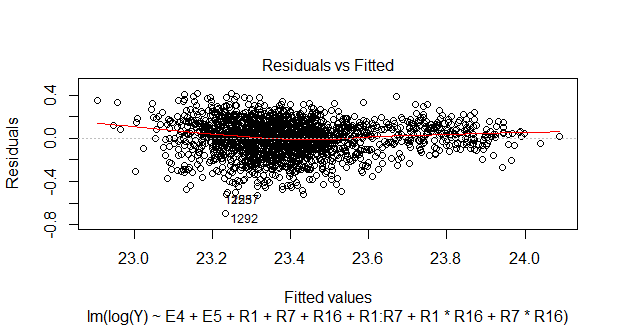 Residuals vs Fitted
Residuals
0.4
0.0
-0.4
-0.8
1292
23.0 23.2 23.4 23.6 23.8 24.0
Fitted values
lm(log(Y) ~ E4 + E5 + R1 + R7 + R16 + R1:R7 + R1 * R16 + R7 * R16)